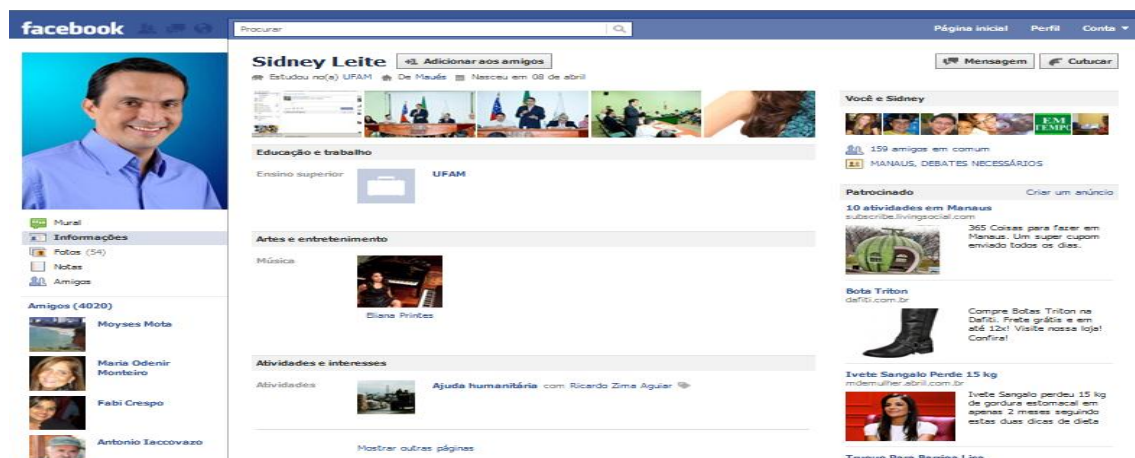 facebook
Procurar
Página inicial Perfil Conta
Sidney Leite
+1 Adicionar aos amigos
Mensagem
Cutucar
Estudou no(a) UFAM De Maués Nasceu em 08 de abril
Educação e trabalho
Ensino superior
UFAM
Artes e entretenimento
Música
Eliana Printes
Atividades e interesses
Atividades
Ajuda humanitária com Ricardo Zima Aguiar
Mostrar outras páginas
Mural
Informações
Fotos (54)
Notas
Amigos
Amigos (4020)
Moyses Mota
Maria Odenir
Monteiro
Fabi Crespo
Antonio Iaccovazo
Você e Sidney
EM
TEMPO
159 amigos em comum
MANAUS, DEBATES NECESSÁRIOS
Patrocinado
Criar um anúncio
10 atividades em Manaus
subscribe.livingsocial.com
365 Coisas para fazer em
Manaus. Um super cupom
enviado todos os dias.
Bota Triton
dafiti.com.br
Compre Botas Triton na
Dafiti. Frete grátis e em
até 12x! Visite nossa loja!
Confira!
Ivete Sangalo Perde 15 kg
mdemulher.abril.com.br
Ivete Sangalo perdeu 15 kg
de gordura estomacal em
apenas 2 meses seguindo
estas duas dicas de dieta